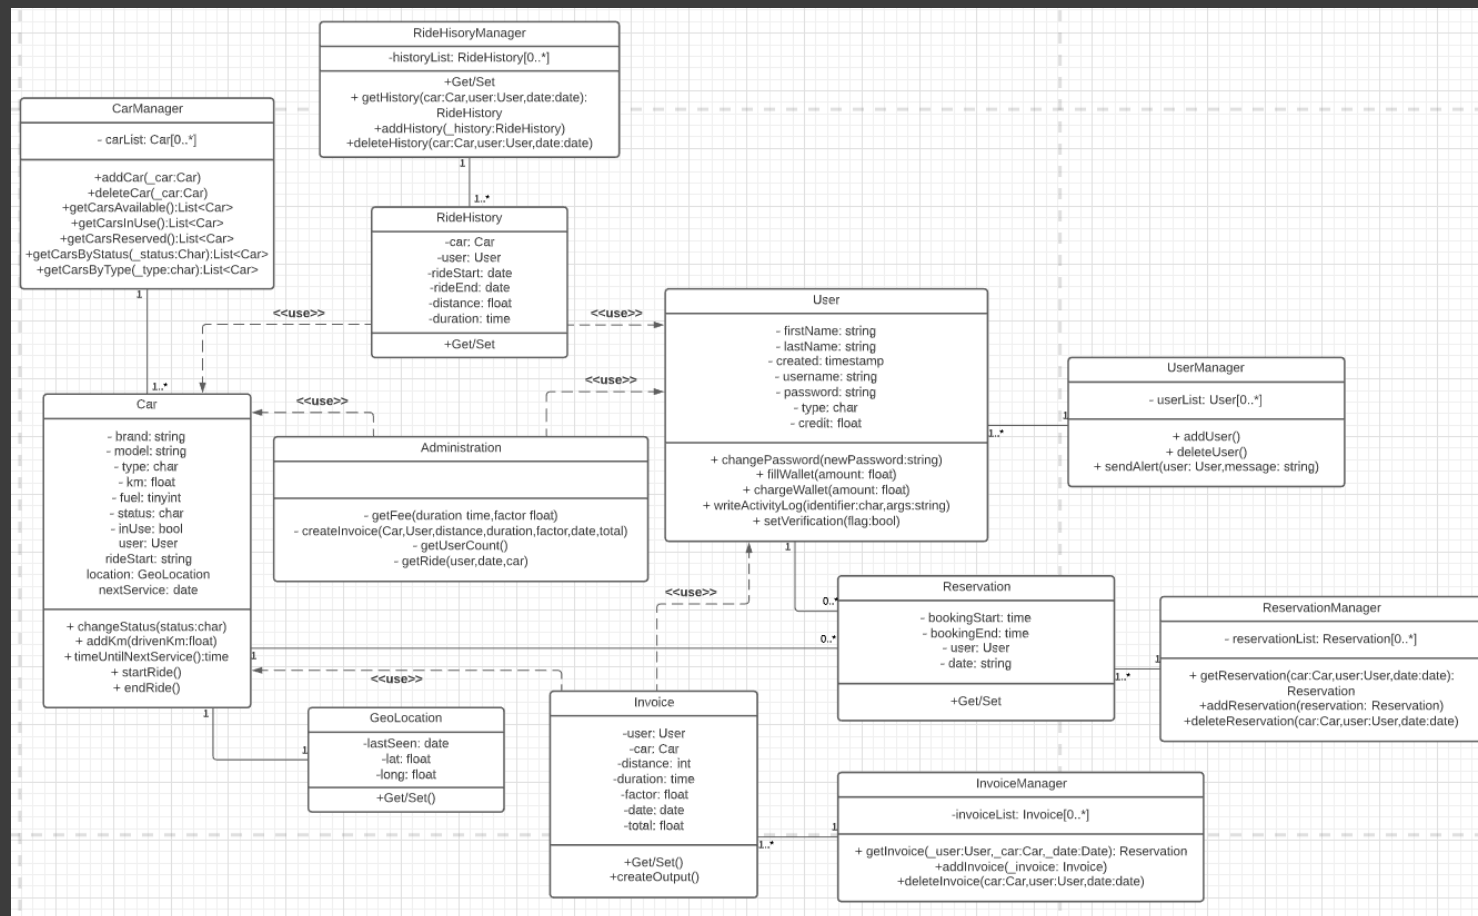 RideHisoryManager
-historyList: RideHistory[0..*]
+Get/Set
+ getHistory(car:Car,user:User,date:date):
RideHistory
+addHistory(_history:RideHistory)
+deleteHistory(car:Car,user:User,date:date)
1
1..*
CarManager
- carList: Car[0..*]
+addCar(_car:Car)
+deleteCar(_car:Car)
+getCarsAvailable():List<Car>
+getCarsInUse():List<Car>
+getCarsReserved():List<Car>
+getCarsByStatus(_status:Char):List<Car>
+getCarsByType(_type:char):List<Car>
1
1..*
RideHistory
-car: Car
-user: User
-rideStart: date
-rideEnd: date
-distance: float
-duration: time
+Get/Set
<<use>>
<<use>>
User
- firstName: string
- lastName: string
- created: timestamp
- username: string
- password: string
- type: char
- credit: float
+ changePassword(newPassword:string)
+ fillWallet(amount: float)
+ chargeWallet(amount: float)
+ writeActivityLog(identifier:char,args:string)
+ setVerification(flag:bool)
1..*
1
UserManager
- userList: User[0..*]
+ addUser()
+ deleteUser()
+ sendAlert(user: User,message: string)
<<use>>
<<use>>
Car
- brand: string
- model: string
- type: char
- km: float
- fuel: tinyint
- status: char
- inUse: bool
user: User
rideStart: string
location: GeoLocation
nextService: date
+ changeStatus(status:char)
+ addKm(drivenKm:float)
+ timeUntilNextService():time
+ startRide()
+ endRide()
Administration
- getFee(duration time,factor float)
- createInvoice(Car,User,distance,duration,factor,date,total)
- getUserCount()
- getRide(user,date,car)
1
0..*
1
0..*
Reservation
- bookingStart: time
- bookingEnd: time
- user: User
- date: string
+Get/Set
1..*
1
ReservationManager
- reservationList: Reservation[0..*]
+ getReservation(car:Car,user:User,date:date):
Reservation
+addReservation(reservation: Reservation)
+deleteReservation(car:Car,user:User,date:date)
<<use>>
<<use>>
1
1
GeoLocation
-lastSeen: date
-lat: float
-long: float
+Get/Set()
Invoice
-user: User
-car: Car
-distance: int
-duration: time
-factor: float
-date: date
-total: float
+Get/Set()
+createOutput()
1..*
1
InvoiceManager
-invoiceList: Invoice[0..*]
+ getInvoice(_user:User,_car:Car,_date:Date): Reservation
+addInvoice(_invoice: Invoice)
+deleteInvoice(car:Car,user:User,date:date)